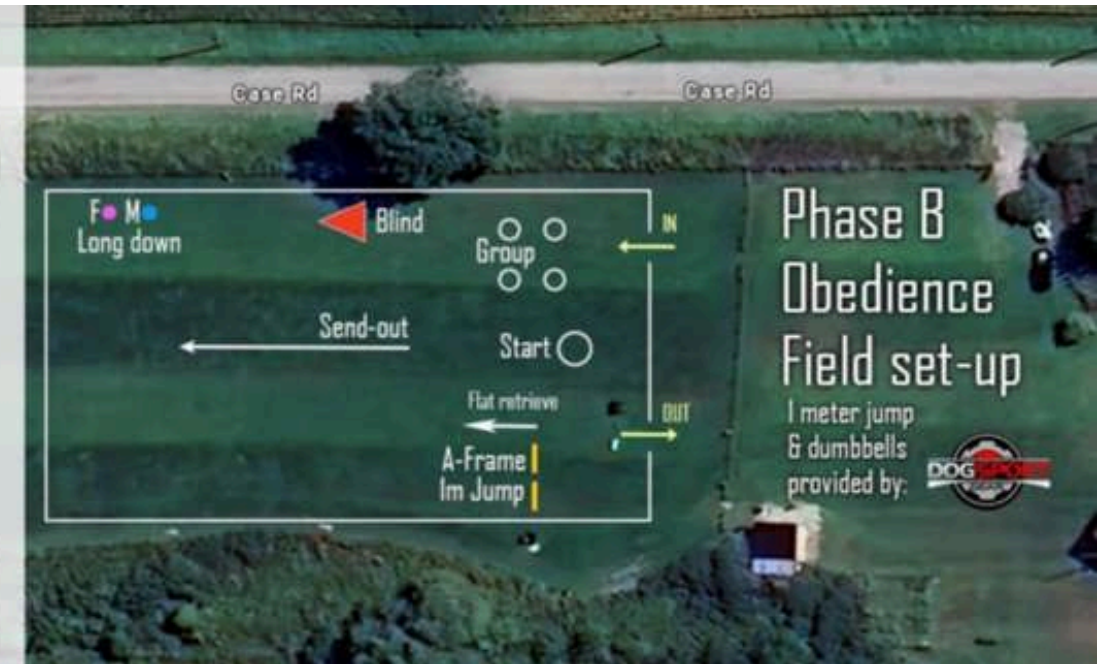 Case Rd
Case Rd
F M
Long down
Blind
Group
IN
Send-out
Start
Flat retrieve
OUT
A-Frame
1m Jump
Phase B
Obedience
Field set-up
1 meter jump
& dumbbells
provided by:
DOGSPORT